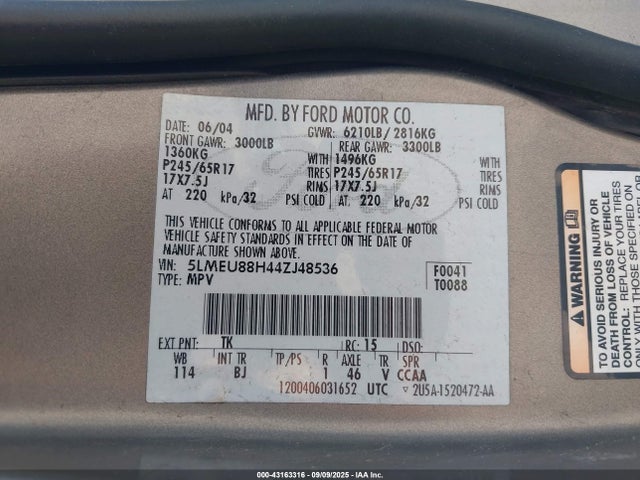 MFD. BY FORD MOTOR CO.
DATE: 06/04 GVWR: 6210LB/ 2816KG
FRONT GAWR: 3000LB REAR GAWR: 3300LB
1360KG WITH 1496KG WITH
P245/65R17 TIRES P245/65R17 TIRES
17X7.5J RIMS 17X7.5J RIMS
AT 220 kPa/32 PSI COLD AT 220 kPa/32 PSI COLD
THIS VEHICLE CONFORMS TO ALL APPLICABLE FEDERAL MOTOR
VEHICLE SAFETY STANDARDS IN EFFECT ON THE DATE OF
MANUFACTURE SHOWN ABOVE.
VIN: 5LMEU88H44ZJ48536 F0041
TYPE: MPV T0088
EXT PNT: TK RC: 15 DSO:
WB INT TR TP/PS R AXLE TR SPR
114 BJ 1 46 V CCAA
1200406031652 UTC ▽ 2U5A-1520472-AA
WARNING
TO AVOID SERIOUS INJURY OR
DEATH FROM LOSS OF
CONTROL: REPLACE YOUR TIRES
000-43163316 - 09/09/2025 - IAA Inc.